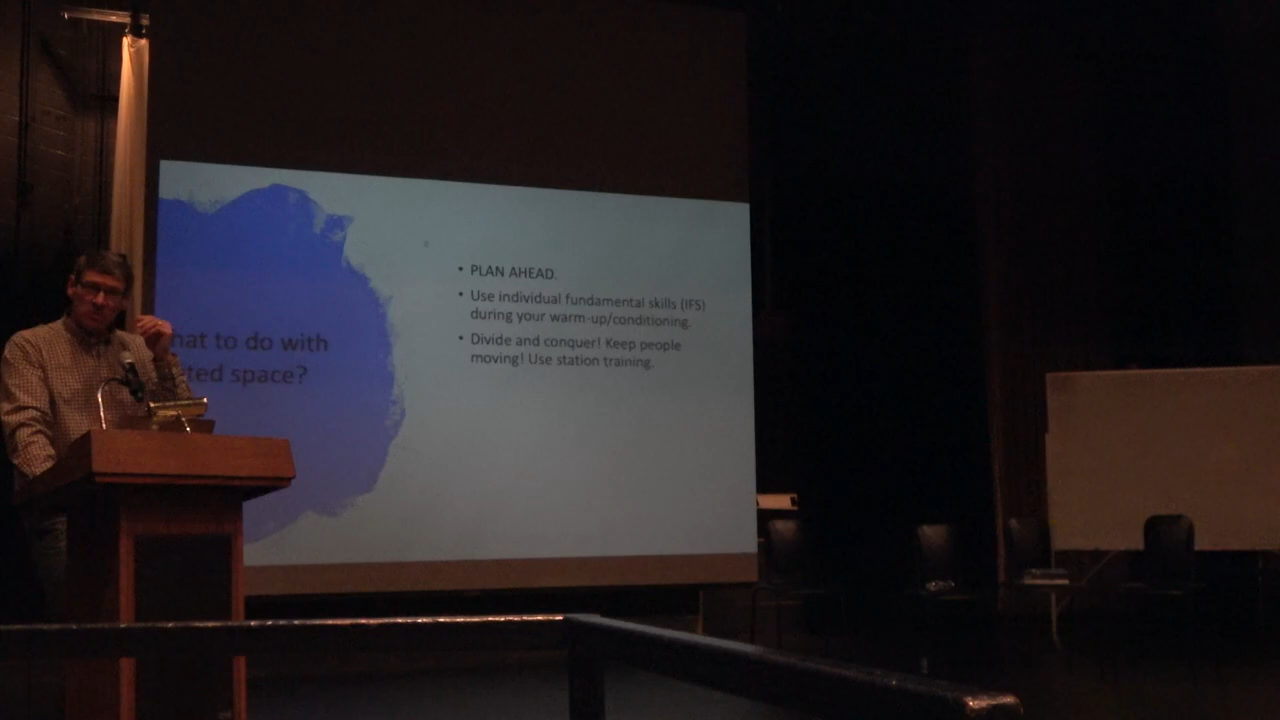 hat to do with
ted space?
• PLAN AHEAD.
• Use individual fundamental skills (IFS)
during your warm-up/conditioning.
• Divide and conquer! Keep people
moving! Use station training.